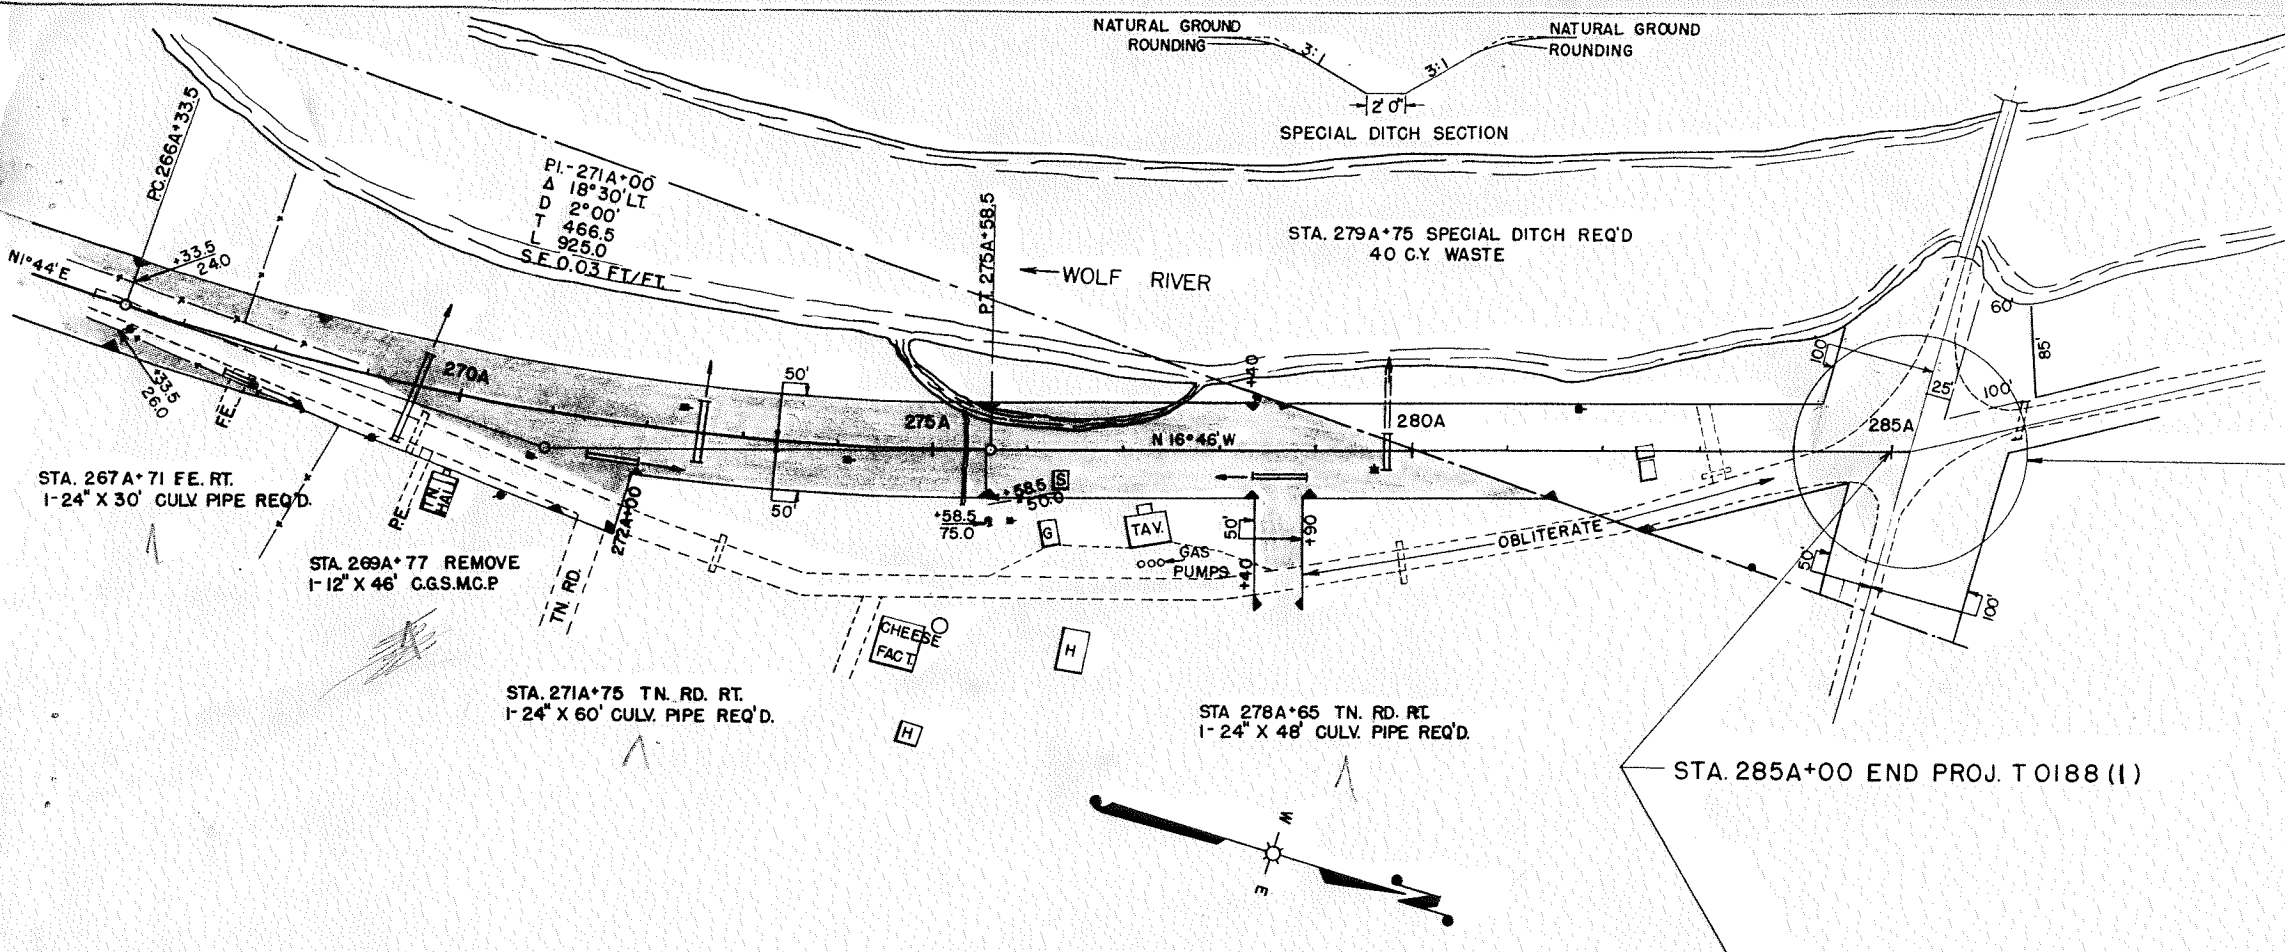 NATURAL GROUND
ROUNDING
3:1
3:1
NATURAL GROUND
ROUNDING
2'0"
SPECIAL DITCH SECTION
P.C. 266A+33.5
P.I.-271A+00
Δ 18°30' LT.
D 2°00'
T 466.5
L 925.0
S.E. 0.03 FT/FT.
P.T. 275A+58.5
STA. 279A+75 SPECIAL DITCH REQ'D
40 C.Y. WASTE
WOLF RIVER
N1°44'E
+33.5
24.0
+33.5
26.0
F.E.
270A
50'
50'
275A
+40
280A
N 16°46' W
285A
100'
25'
60'
85'
100'
STA. 267A+71 F.E. RT.
1-24" X 30' CULV. PIPE REQ'D.
P.E.
TN.
HALL
272A+00
+58.5
75.0
+58.5
50.0
S
G
TAV.
GAS
PUMPS
50'
+40
+90
OBLITERATE
50'
100'
STA. 269A+77 REMOVE
1-12" X 46' C.G.S.M.C.P
TN. RD.
CHEESE
FACT.
H
H
STA. 271A+75 TN. RD. RT.
1-24" X 60' CULV. PIPE REQ'D.
STA 278A+65 TN. RD. RT.
1-24" X 48' CULV. PIPE REQ'D.
STA. 285A+00 END PROJ. T 0188 (1)
W
E